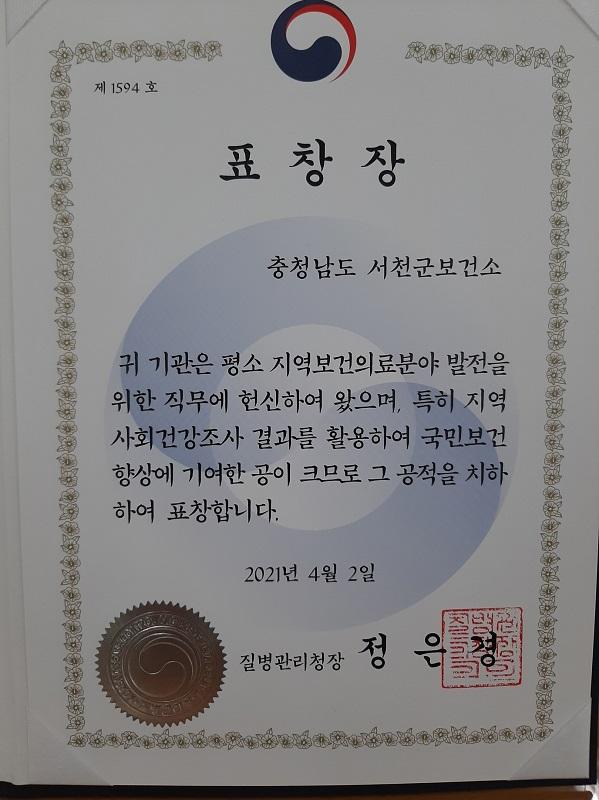 제 1594 호
표 창 장
충청남도 서천군보건소
귀 기관은 평소 지역보건의료분야 발전을
위한 직무에 헌신하여 왔으며, 특히 지역
사회건강조사 결과를 활용하여 국민보건
향상에 기여한 공이 크므로 그 공적을 치하
하여 표창합니다.
2021년 4월 2일
질병관리청장 정 은 경